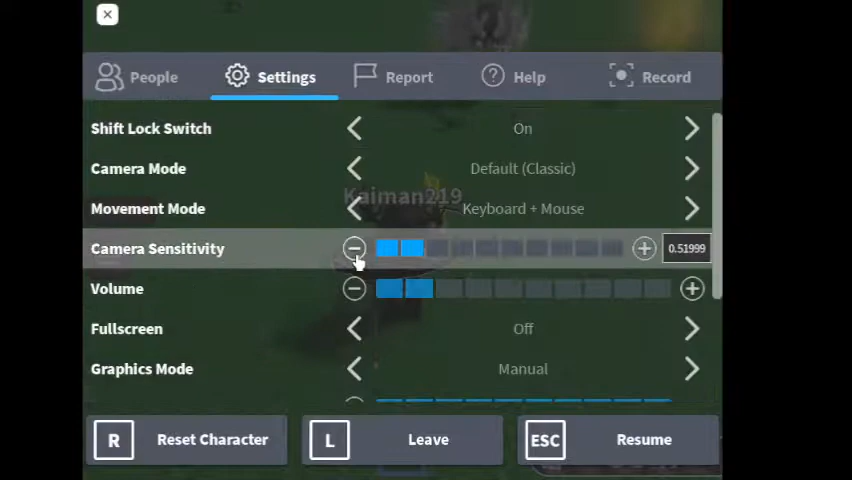 People Settings Report Help Record
Shift Lock Switch On
Camera Mode Default (Classic)
Kaiman219
Movement Mode Keyboard + Mouse
Camera Sensitivity 0.51999
Volume
Fullscreen Off
Graphics Mode Manual
R Reset Character L Leave ESC Resume